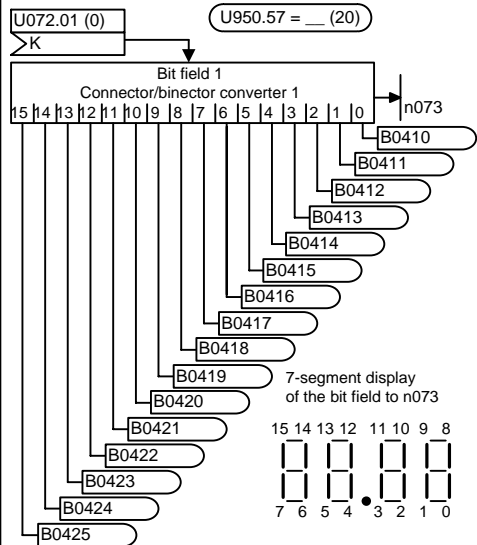 U072.01 (0)
K
U950.57 = __ (20)
Bit field 1
Connector/binector converter 1
15 14 13 12 11 10 9 8 7 6 5 4 3 2 1 0
n073
B0410
B0411
B0412
B0413
B0414
B0415
B0416
B0417
B0418
B0419
B0420
B0421
B0422
B0423
B0424
B0425
7-segment display
of the bit field to n073
15 14 13 12 11 10 9 8
7 6 5 4 3 2 1 0